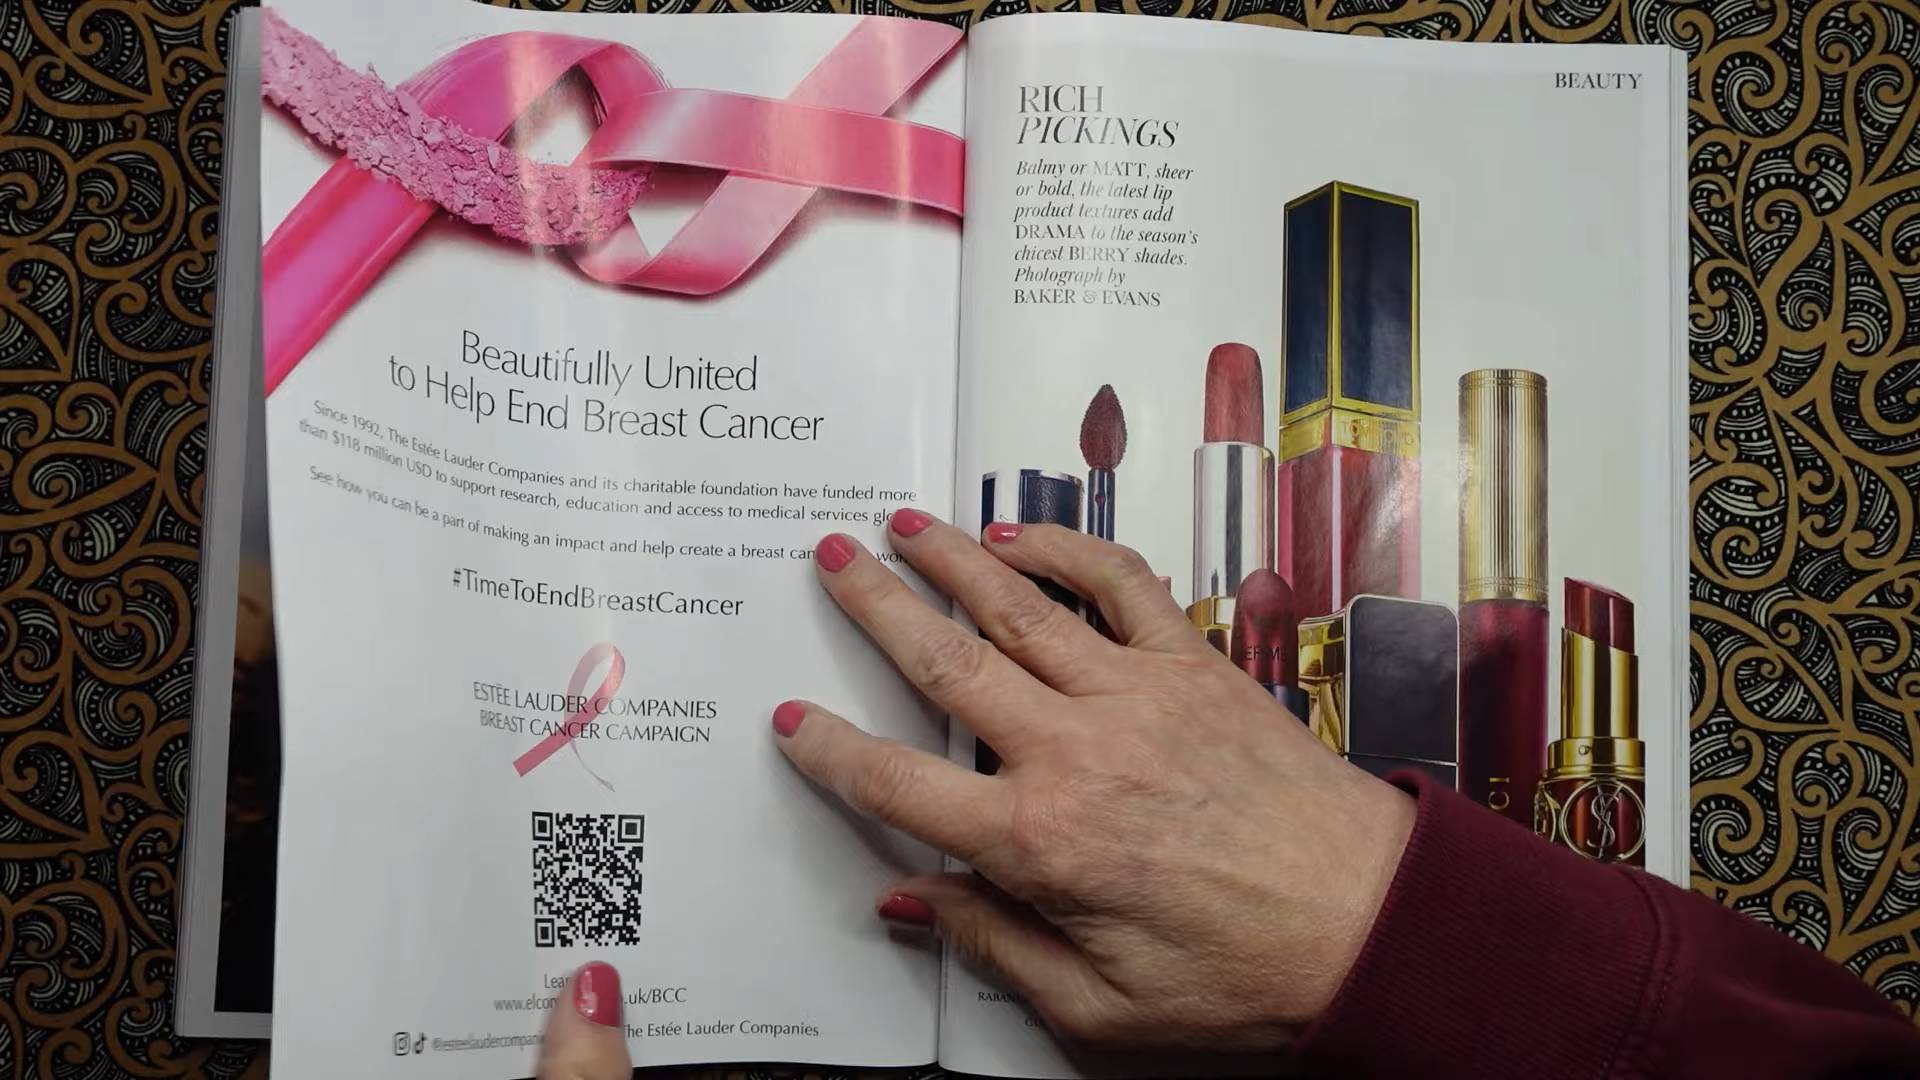 Beautifully United
to Help End Breast Cancer
Since 1992, The Estée Lauder Companies and its charitable foundation have funded more
than $118 million USD to support research, education and access to medical services
See how you can be a part of making an impact and help create a breast
#TimeToEndBreastCancer
ESTÉE LAUDER COMPANIES
BREAST CANCER CAMPAIGN
.uk/BCC
The Estée Lauder Companies
BEAUTY
RICH
PICKINGS
Balmy or MATT, sheer
or bold, the latest lip
product textures add
DRAMA to the season's
chicest BERRY shades.
Photograph by
BAKER & EVANS
YSL